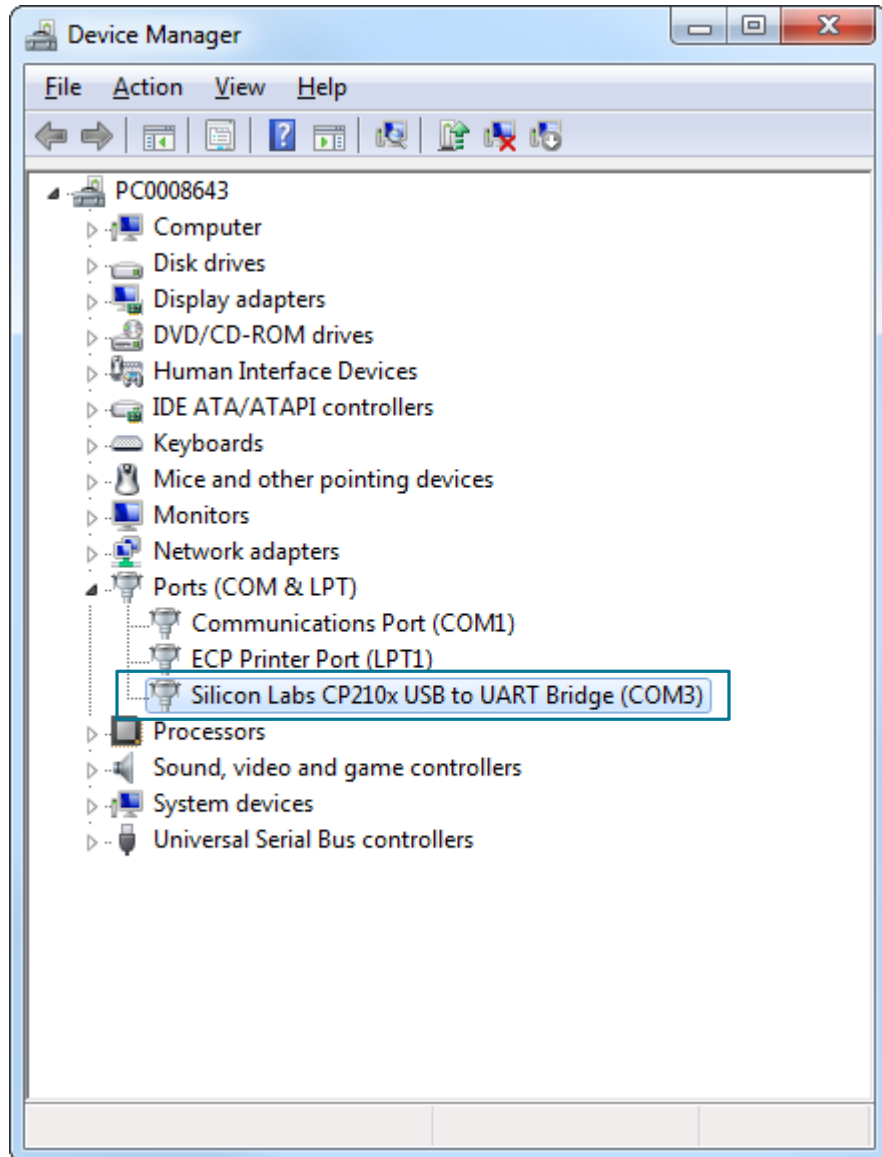 Device Manager
File Action View Help
PC0008643
Computer
Disk drives
Display adapters
DVD/CD-ROM drives
Human Interface Devices
IDE ATA/ATAPI controllers
Keyboards
Mice and other pointing devices
Monitors
Network adapters
Ports (COM & LPT)
Communications Port (COM1)
ECP Printer Port (LPT1)
Silicon Labs CP210x USB to UART Bridge (COM3)
Processors
Sound, video and game controllers
System devices
Universal Serial Bus controllers